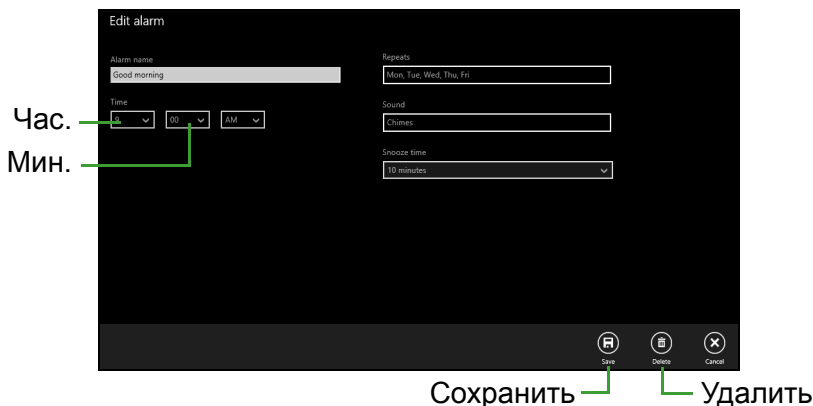 Edit alarm
Alarm name
Good morning
Time
9 00 AM
Repeats
Mon, Tue, Wed, Thu, Fri
Sound
Chimes
Snooze time
10 minutes
Час.
Мин.
Save Delete Cancel
Сохранить Удалить